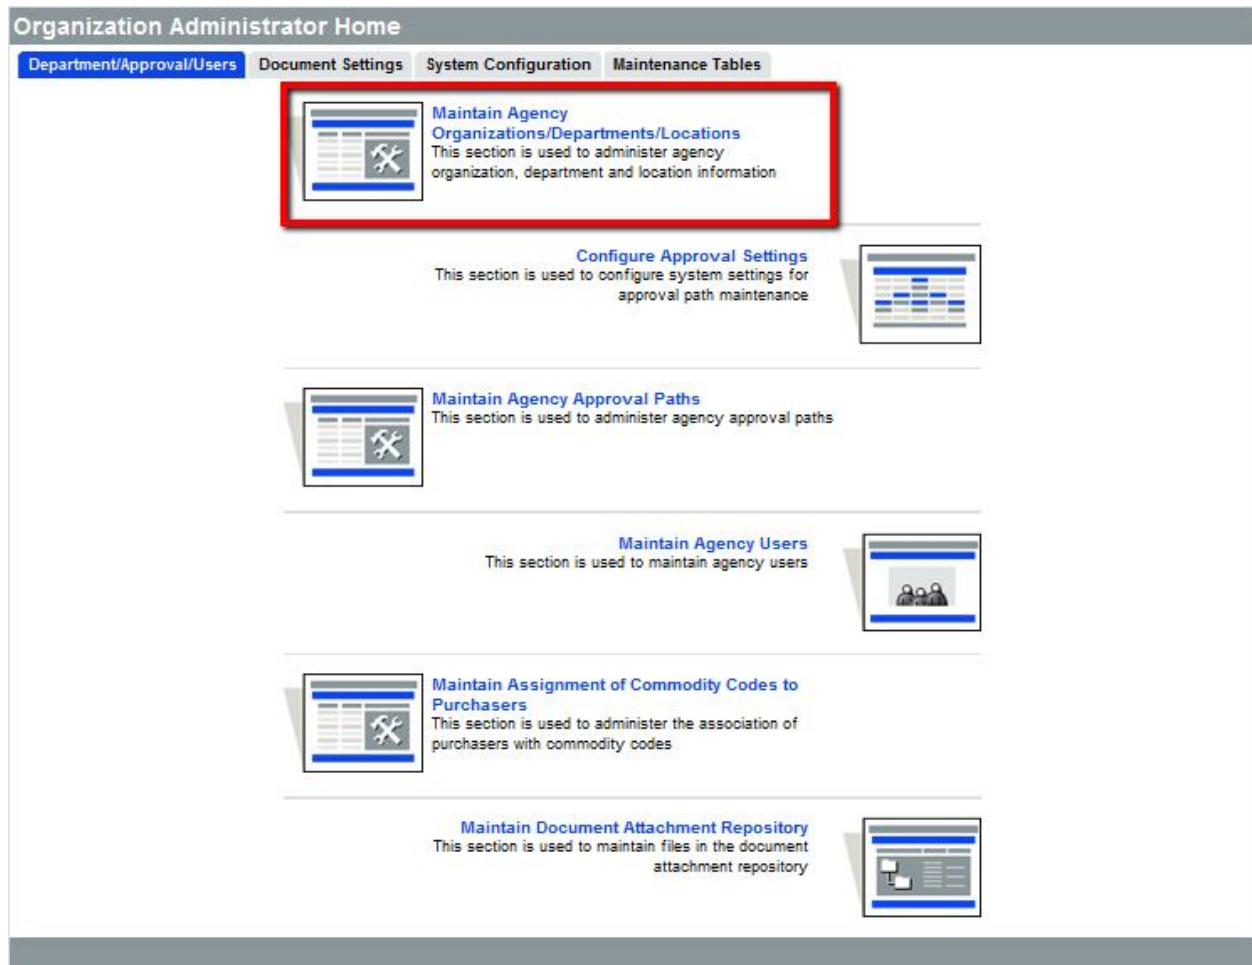 Organization Administrator Home
Department/Approval/Users Document Settings System Configuration Maintenance Tables
Maintain Agency
Organizations/Departments/Locations
This section is used to administer agency
organization, department and location information
Configure Approval Settings
This section is used to configure system settings for
approval path maintenance
Maintain Agency Approval Paths
This section is used to administer agency approval paths
Maintain Agency Users
This section is used to maintain agency users
Maintain Assignment of Commodity Codes to
Purchasers
This section is used to administer the association of
purchasers with commodity codes
Maintain Document Attachment Repository
This section is used to maintain files in the document
attachment repository